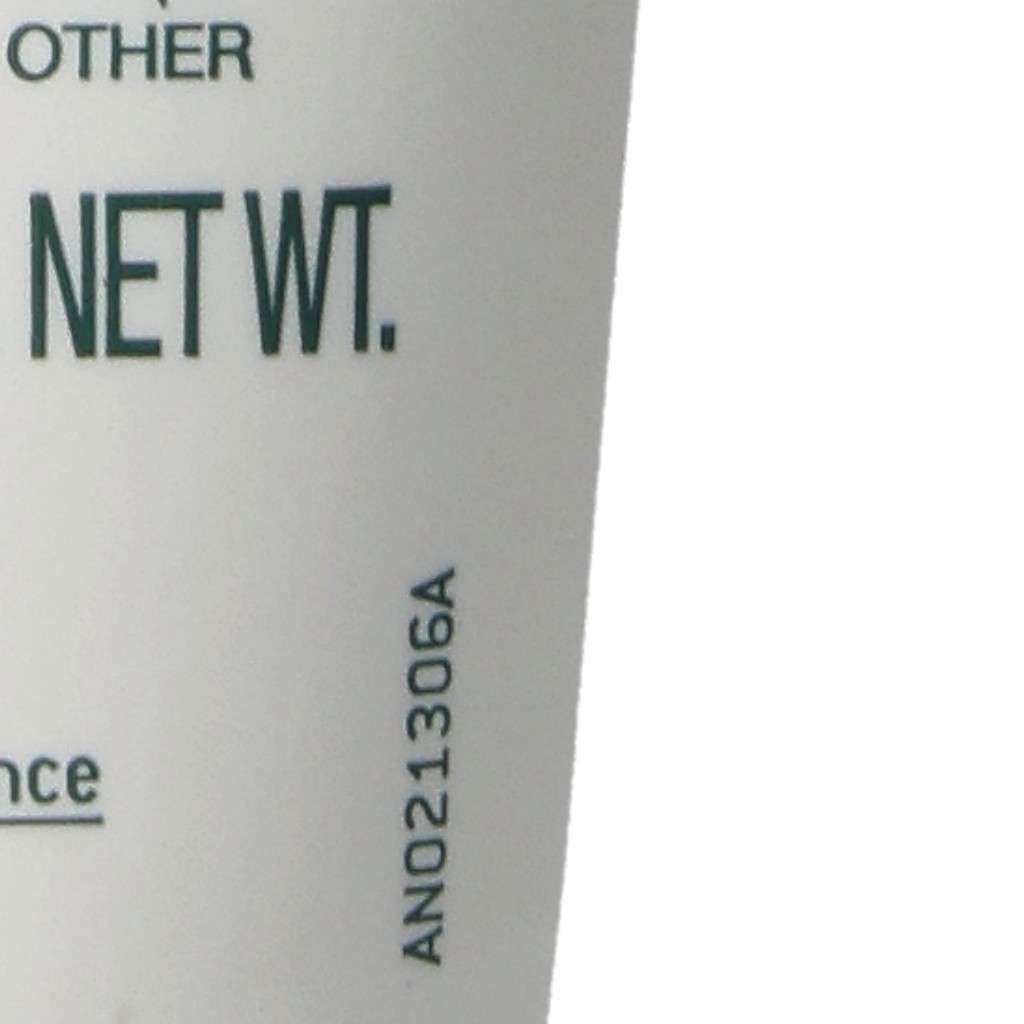 OTHER
NET WT.
nce
AN021306A